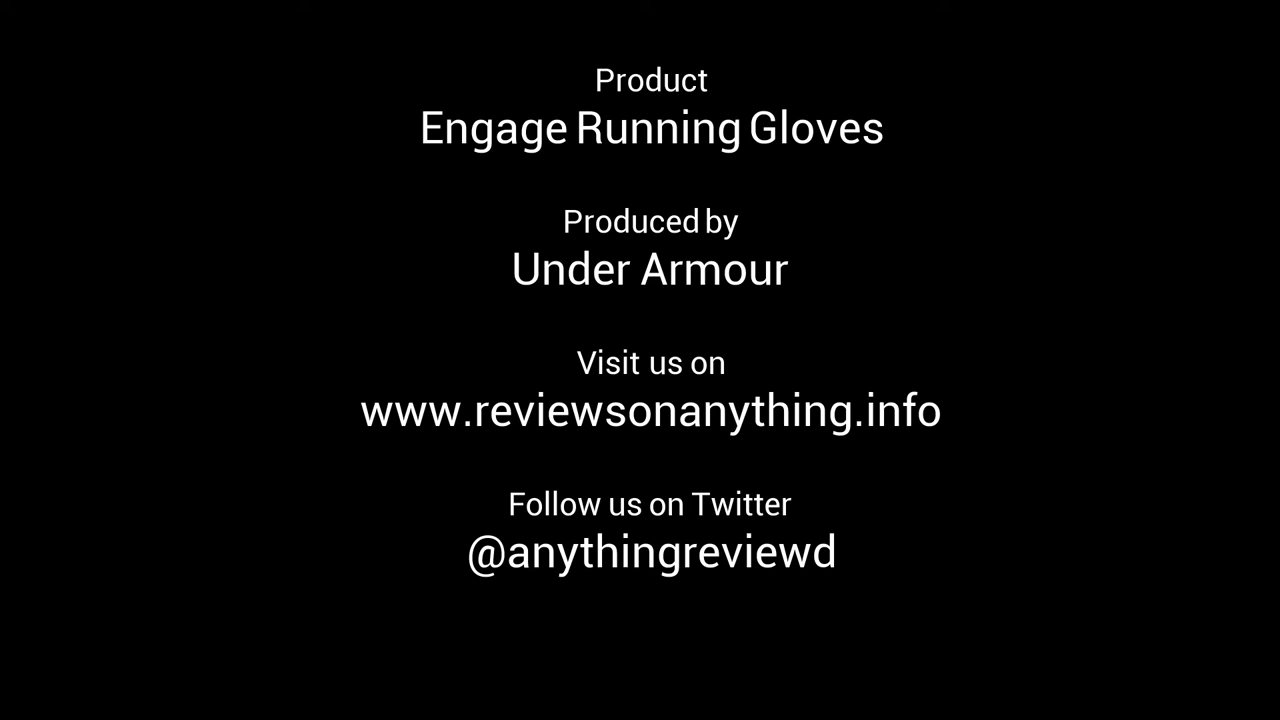 Product
Engage Running Gloves
Produced by
Under Armour
Visit us on
www.reviewsonanything.info
Follow us on Twitter
@anythingreviewd